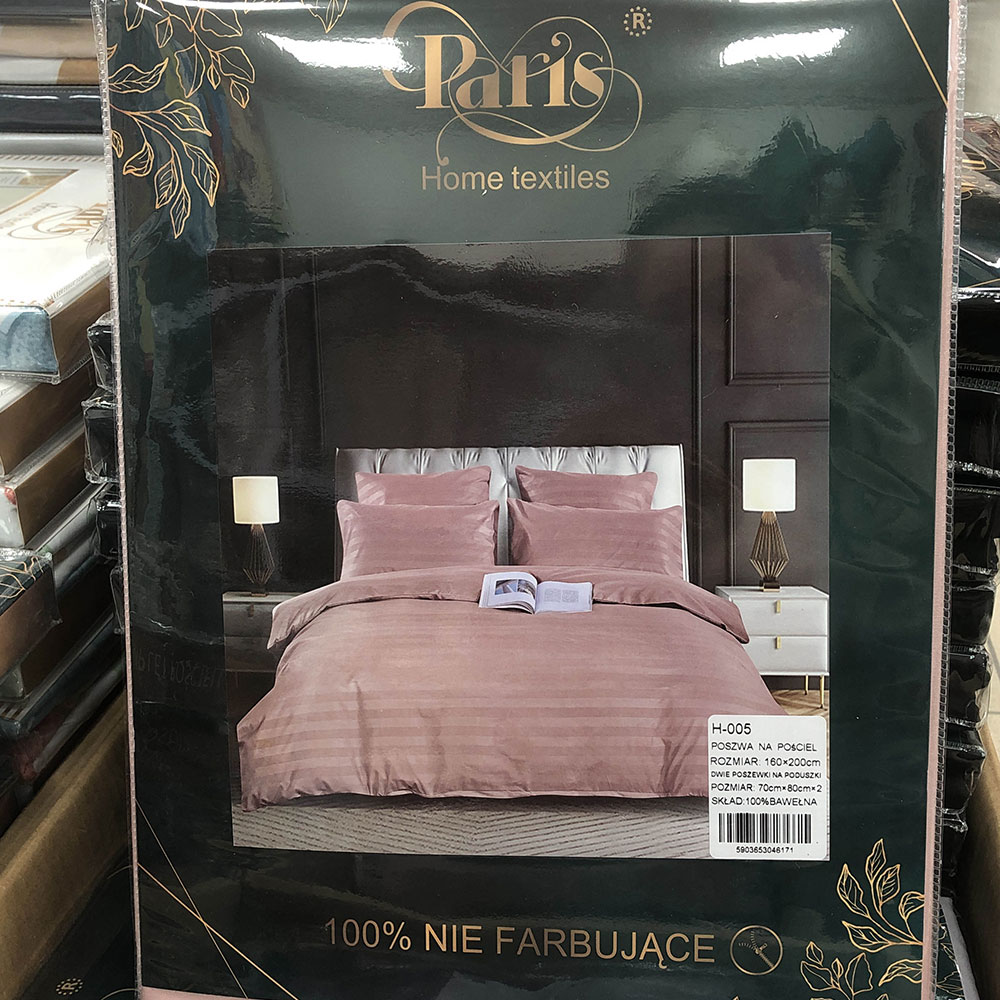 Paris ®
Home textiles
H-005
POSZWA NA POśCIEL
ROZMIAR: 160×200cm
DWIE POSZEWKI NA PODUSZKI
POZMIAR: 70cm×80cm×2
SKŁAD:100%BAWEŁNA
5903653046171
100% NIE FARBUJĄCE